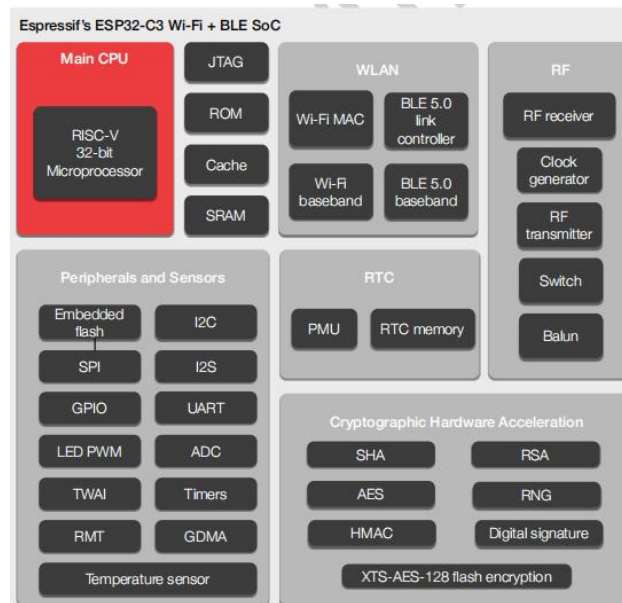 Espressif's ESP32-C3 Wi-Fi + BLE SoC
Main CPU
RISC-V
32-bit
Microprocessor
JTAG
ROM
Cache
SRAM
WLAN
Wi-Fi MAC
BLE 5.0
link
controller
Wi-Fi
baseband
BLE 5.0
baseband
RF
RF receiver
Clock
generator
RF
transmitter
Switch
Balun
Peripherals and Sensors
Embedded
flash
I2C
SPI
I2S
GPIO
UART
LED PWM
ADC
TWAI
Timers
RMT
GDMA
Temperature sensor
RTC
PMU
RTC memory
Cryptographic Hardware Acceleration
SHA
RSA
AES
RNG
HMAC
Digital signature
XTS-AES-128 flash encryption